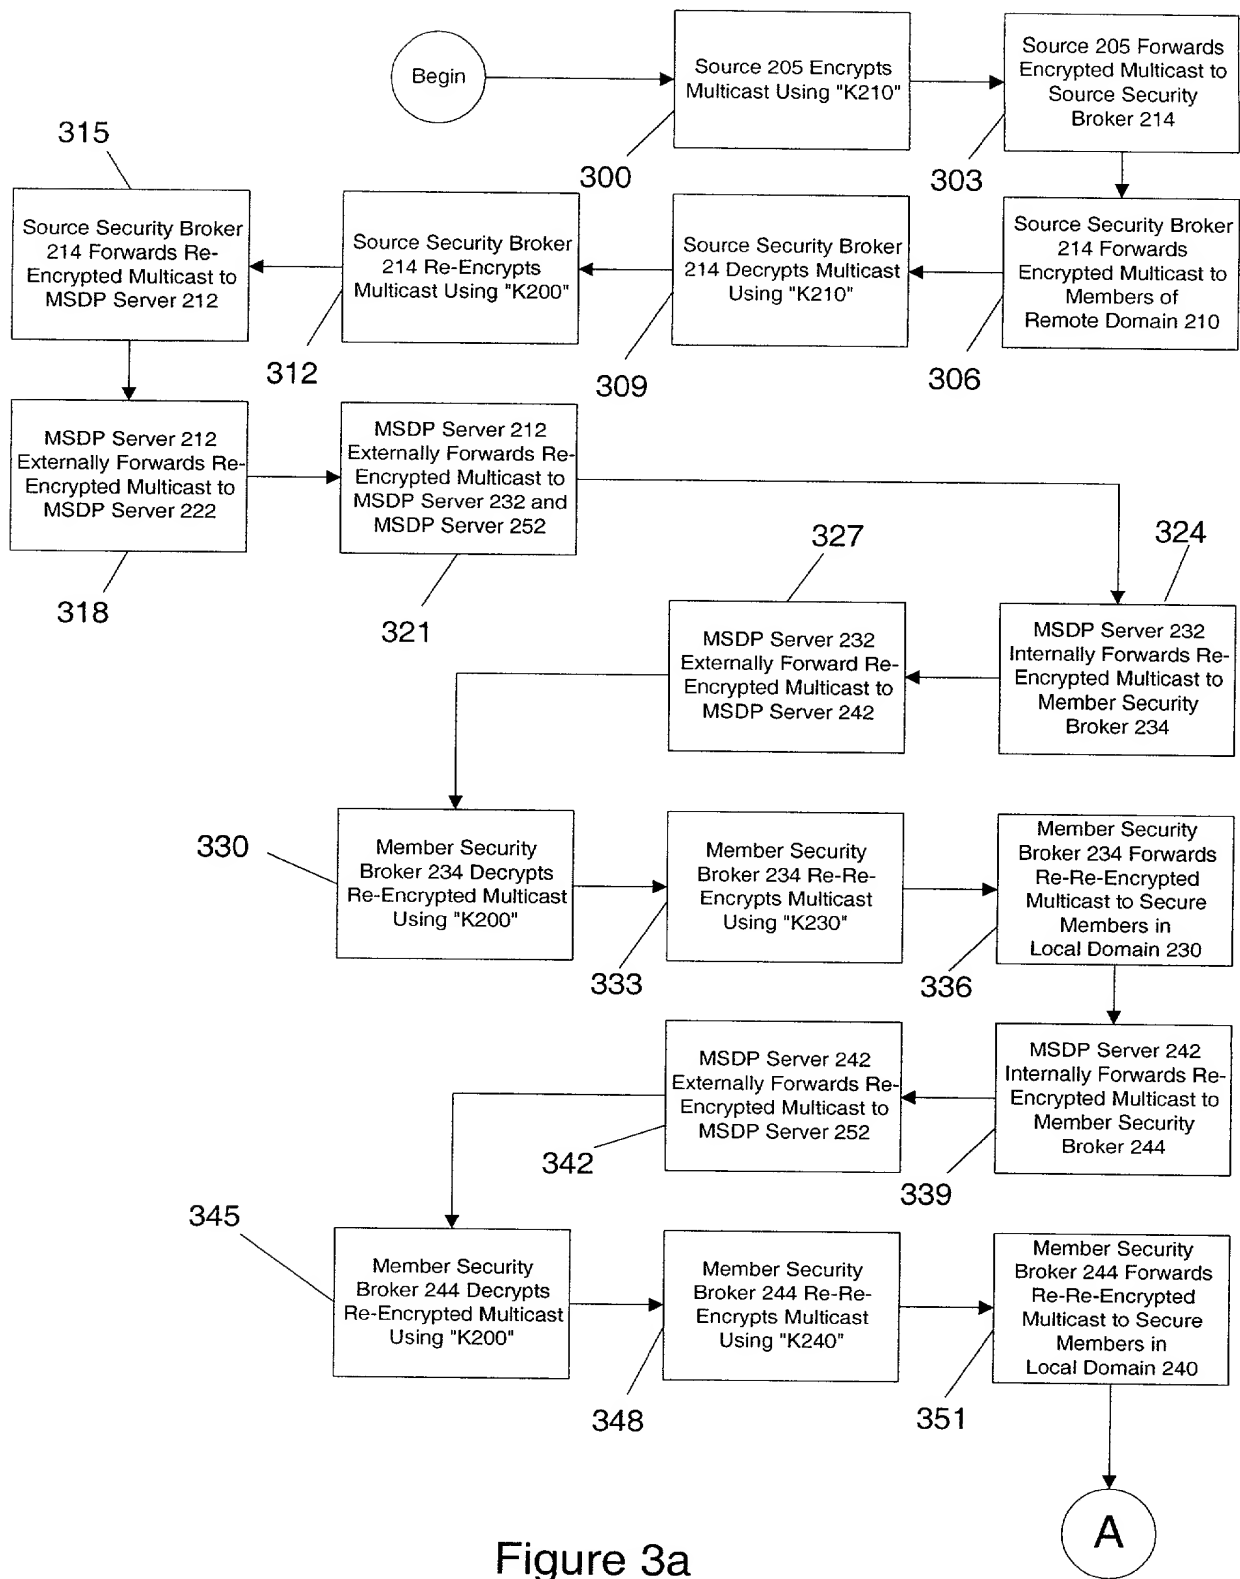 Begin
Source 205 Encrypts
Multicast Using "K210"
300
Source 205 Forwards
Encrypted Multicast to
Source Security
Broker 214
303
Source Security Broker
214 Forwards
Encrypted Multicast to
Members of
Remote Domain 210
306
Source Security Broker
214 Decrypts Multicast
Using "K210"
309
Source Security Broker
214 Re-Encrypts
Multicast Using "K200"
312
315
Source Security Broker
214 Forwards Re-
Encrypted Multicast to
MSDP Server 212
MSDP Server 212
Externally Forwards Re-
Encrypted Multicast to
MSDP Server 222
318
MSDP Server 212
Externally Forwards Re-
Encrypted Multicast to
MSDP Server 232 and
MSDP Server 252
321
324
MSDP Server 232
Internally Forwards Re-
Encrypted Multicast to
Member Security
Broker 234
327
MSDP Server 232
Externally Forward Re-
Encrypted Multicast to
MSDP Server 242
330
Member Security
Broker 234 Decrypts
Re-Encrypted Multicast
Using "K200"
Member Security
Broker 234 Re-Re-
Encrypts Multicast
Using "K230"
333
Member Security
Broker 234 Forwards
Re-Re-Encrypted
Multicast to Secure
Members in
Local Domain 230
336
MSDP Server 242
Internally Forwards Re-
Encrypted Multicast to
Member Security
Broker 244
339
MSDP Server 242
Externally Forwards Re-
Encrypted Multicast to
MSDP Server 252
342
345
Member Security
Broker 244 Decrypts
Re-Encrypted Multicast
Using "K200"
Member Security
Broker 244 Re-Re-
Encrypts Multicast
Using "K240"
348
Member Security
Broker 244 Forwards
Re-Re-Encrypted
Multicast to Secure
Members in
Local Domain 240
351
A
Figure 3a